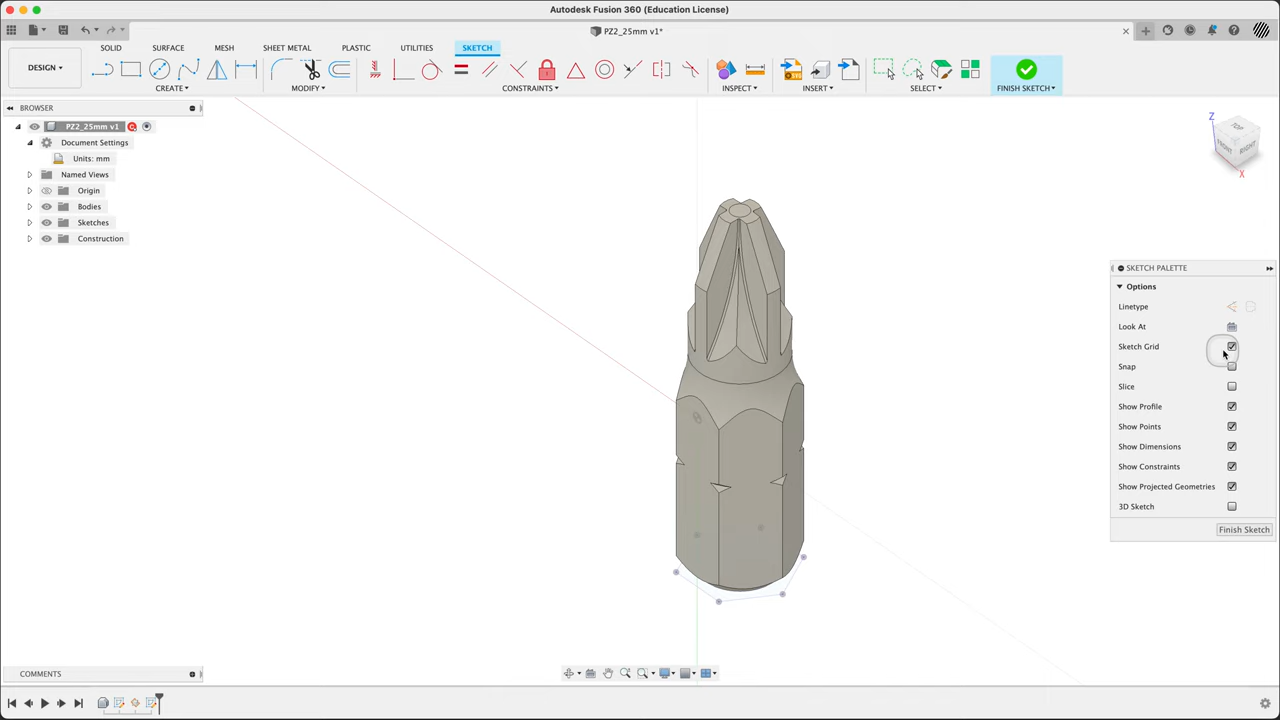 Autodesk Fusion 360 (Education License)
PZ2_25mm v1*
SOLID SURFACE MESH SHEET METAL PLASTIC UTILITIES SKETCH
DESIGN
CREATE MODIFY CONSTRAINTS INSPECT INSERT SELECT FINISH SKETCH
BROWSER
PZ2_25mm v1
Document Settings
Units: mm
Named Views
Origin
Bodies
Sketches
Construction
Z
TOP
FRONT RIGHT
X
SKETCH PALETTE
Options
Linetype
Look At
Sketch Grid
Snap
Slice
Show Profile
Show Points
Show Dimensions
Show Constraints
Show Projected Geometries
3D Sketch
Finish Sketch
COMMENTS